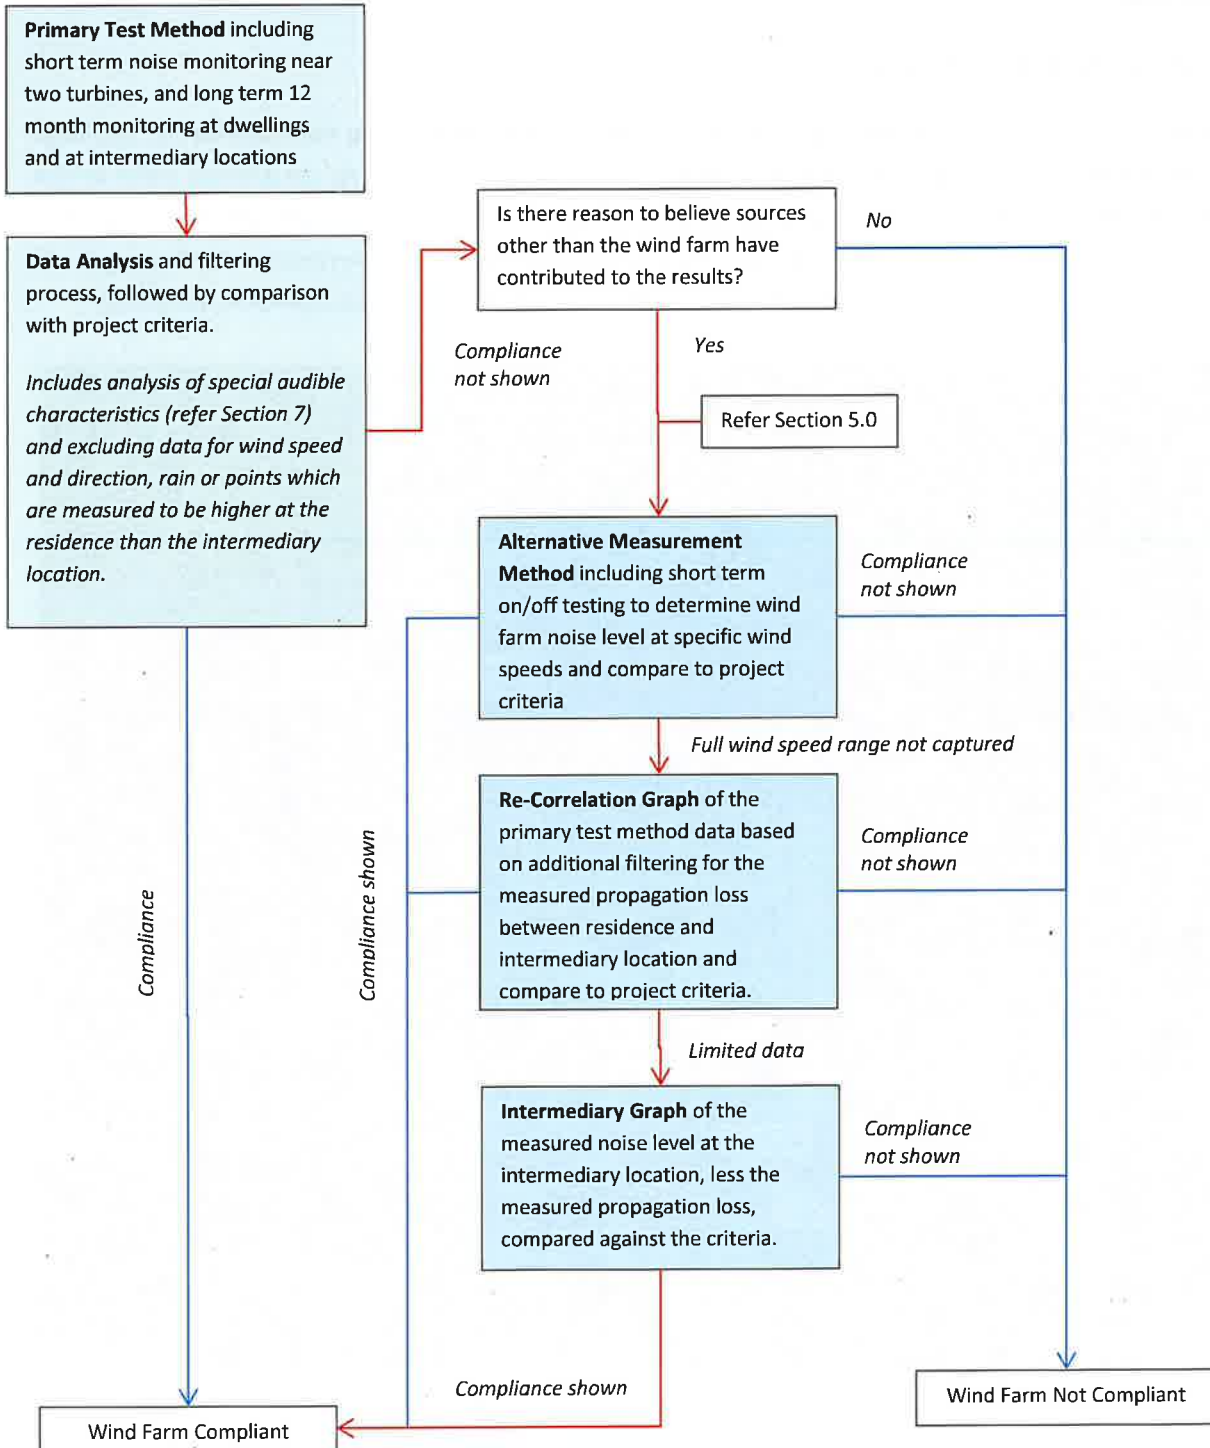 Primary Test Method including
short term noise monitoring near
two turbines, and long term 12
month monitoring at dwellings
and at intermediary locations
Data Analysis and filtering
process, followed by comparison
with project criteria.
Includes analysis of special audible
characteristics (refer Section 7)
and excluding data for wind speed
and direction, rain or points which
are measured to be higher at the
residence than the intermediary
location.
Compliance
not shown
Is there reason to believe sources
other than the wind farm have
contributed to the results?
No
Yes
Refer Section 5.0
Alternative Measurement
Method including short term
on/off testing to determine wind
farm noise level at specific wind
speeds and compare to project
criteria
Compliance
not shown
Full wind speed range not captured
Re-Correlation Graph of the
primary test method data based
on additional filtering for the
measured propagation loss
between residence and
intermediary location and
compare to project criteria.
Compliance
not shown
Limited data
Intermediary Graph of the
measured noise level at the
intermediary location, less the
measured propagation loss,
compared against the criteria.
Compliance
not shown
Compliance
Compliance shown
Compliance shown
Wind Farm Compliant
Wind Farm Not Compliant